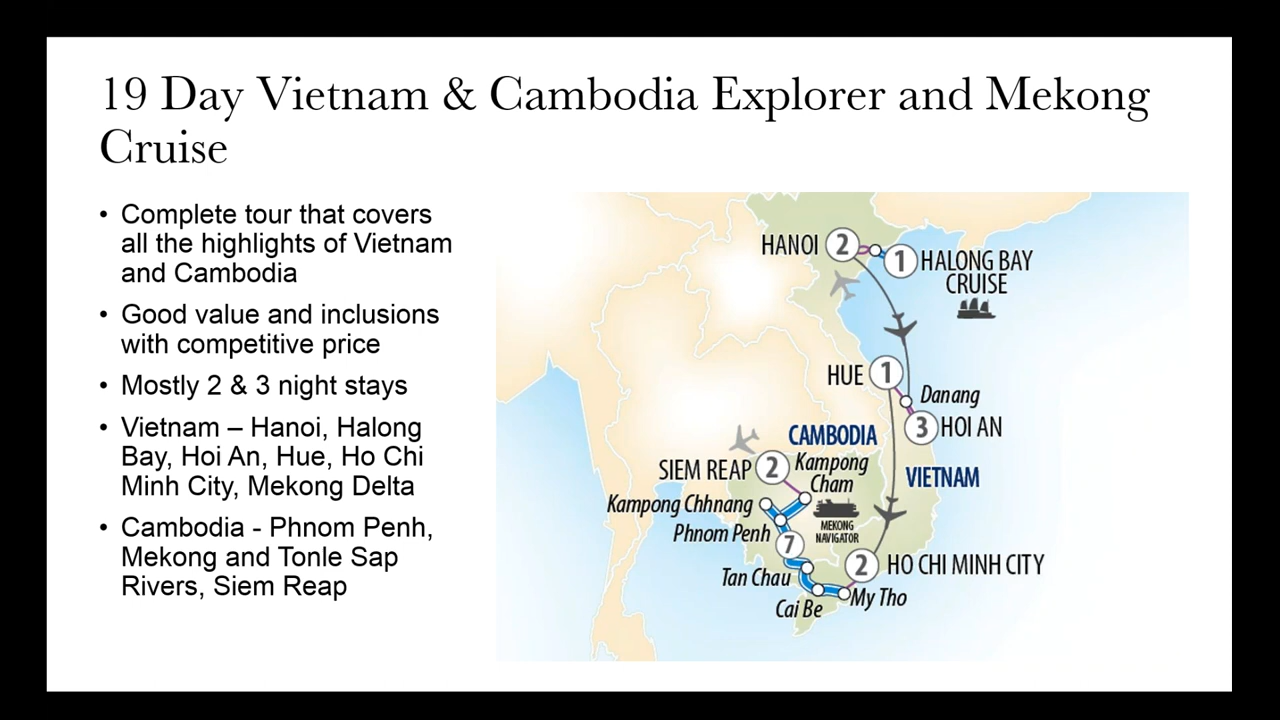 19 Day Vietnam & Cambodia Explorer and Mekong
Cruise
• Complete tour that covers
all the highlights of Vietnam
and Cambodia
• Good value and inclusions
with competitive price
• Mostly 2 & 3 night stays
• Vietnam – Hanoi, Halong
Bay, Hoi An, Hue, Ho Chi
Minh City, Mekong Delta
• Cambodia - Phnom Penh,
Mekong and Tonle Sap
Rivers, Siem Reap
HANOI 2
1 HALONG BAY
CRUISE
HUE 1
Danang
3 HOI AN
CAMBODIA
VIETNAM
SIEM REAP 2
Kampong
Cham
Kampong Chhnang
MEKONG
NAVIGATOR
Phnom Penh
7
2 HO CHI MINH CITY
Tan Chau
My Tho
Cai Be